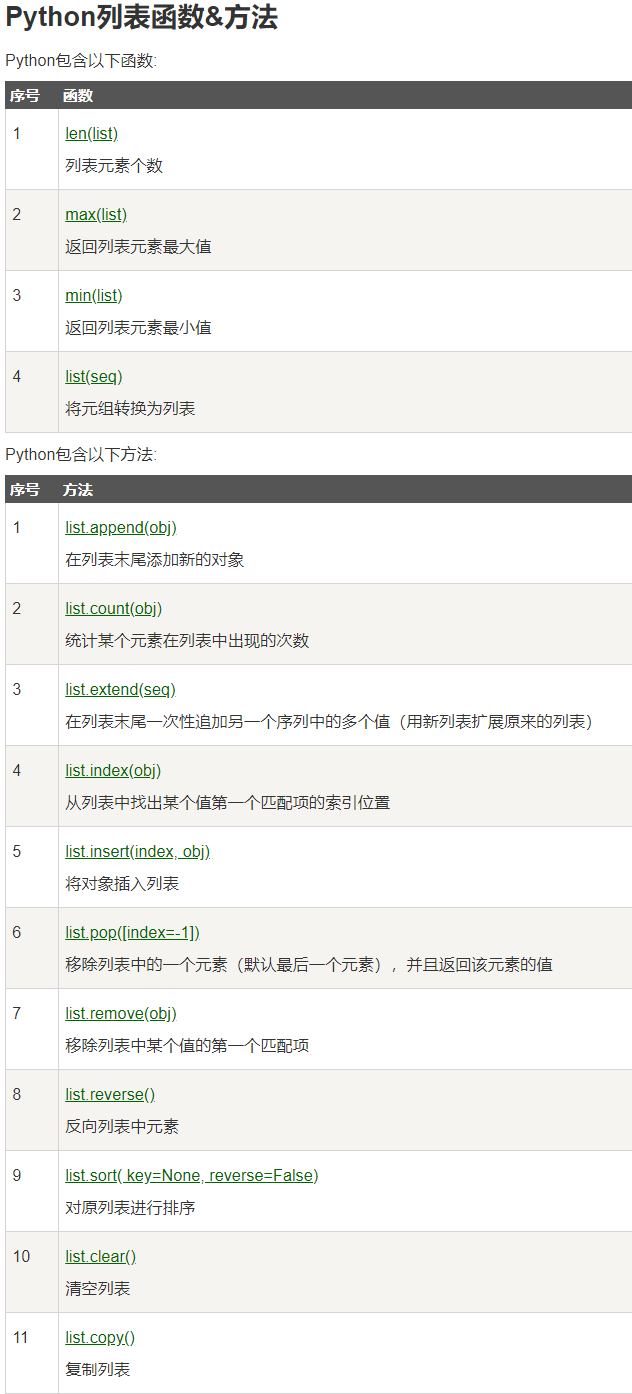 Python列表函数&方法
Python包含以下函数:
序号 函数
1 len(list)
列表元素个数
2 max(list)
返回列表元素最大值
3 min(list)
返回列表元素最小值
4 list(seq)
将元组转换为列表
Python包含以下方法:
序号 方法
1 list.append(obj)
在列表末尾添加新的对象
2 list.count(obj)
统计某个元素在列表中出现的次数
3 list.extend(seq)
在列表末尾一次性追加另一个序列中的多个值（用新列表扩展原来的列表）
4 list.index(obj)
从列表中找出某个值第一个匹配项的索引位置
5 list.insert(index, obj)
将对象插入列表
6 list.pop([index=-1])
移除列表中的一个元素（默认最后一个元素），并且返回该元素的值
7 list.remove(obj)
移除列表中某个值的第一个匹配项
8 list.reverse()
反向列表中元素
9 list.sort( key=None, reverse=False)
对原列表进行排序
10 list.clear()
清空列表
11 list.copy()
复制列表